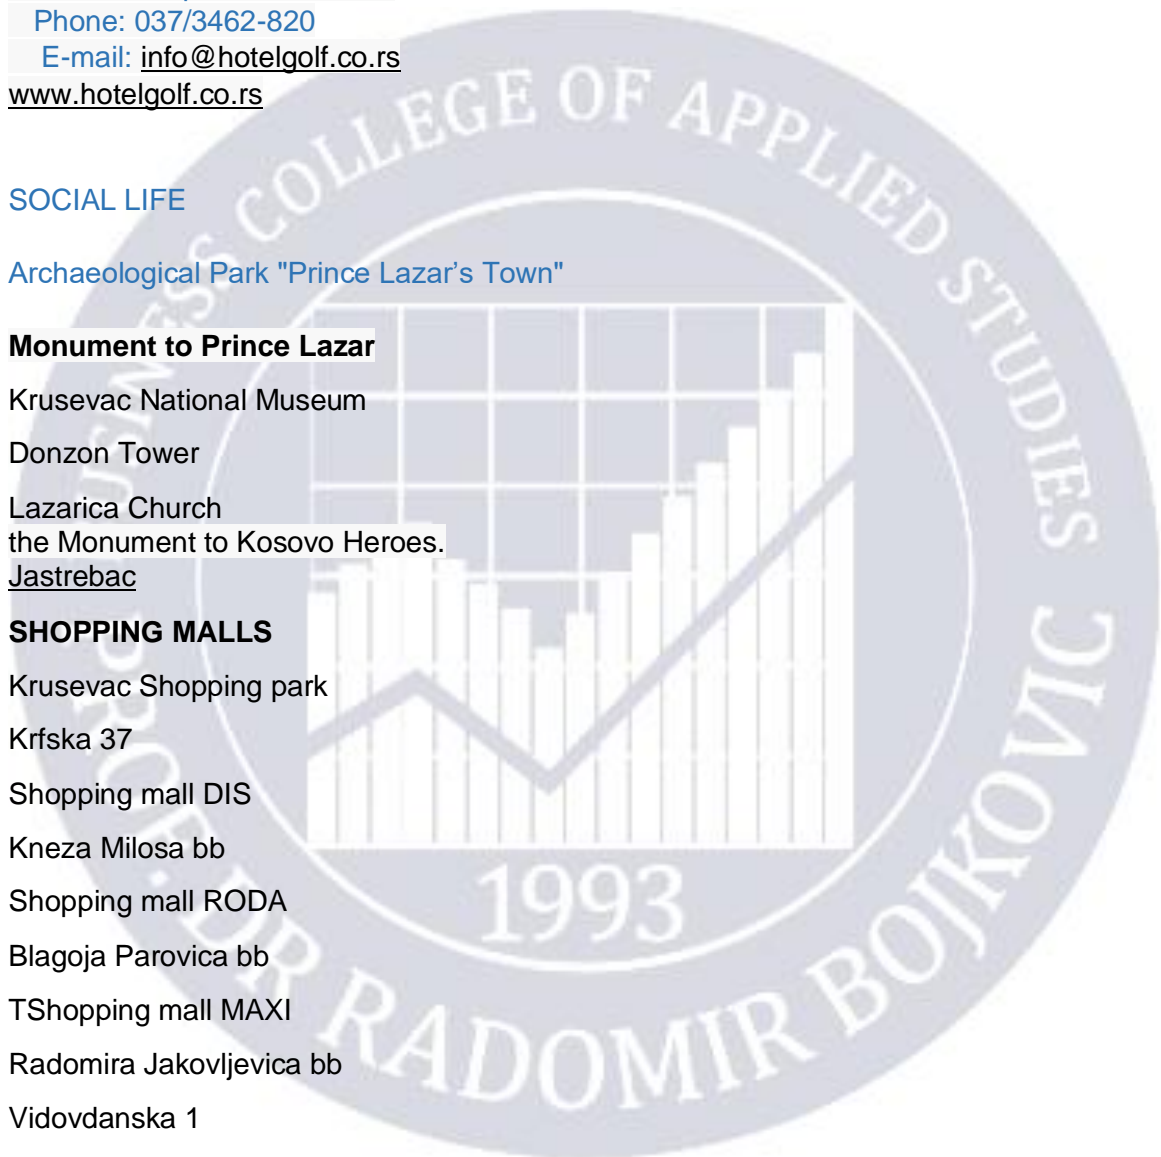 Phone: 037/3462-820
E-mail: info@hotelgolf.co.rs
www.hotelgolf.co.rs
SOCIAL LIFE
Archaeological Park "Prince Lazar’s Town"
Monument to Prince Lazar
Krusevac National Museum
Donzon Tower
Lazarica Church
the Monument to Kosovo Heroes.
Jastrebac
SHOPPING MALLS
Krusevac Shopping park
Krfska 37
Shopping mall DIS
Kneza Milosa bb
Shopping mall RODA
Blagoja Parovica bb
TShopping mall MAXI
Radomira Jakovljevica bb
Vidovdanska 1
BUSINESS COLLEGE OF APPLIED STUDIES
PROF. DR RADOMIR BOJKOVIC
1993